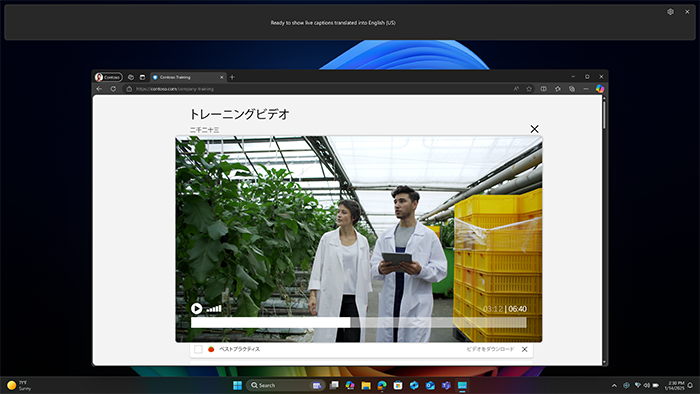 Ready to show live captions translated into English (US)
Contoso
Contoso Training
https://contoso.com/company-training
トレーニングビデオ
二千二十三
03:12 | 06:40
ベストプラクティス
ビデオをダウンロード
71°F
Sunny
Search
2:30 PM
1/14/2025